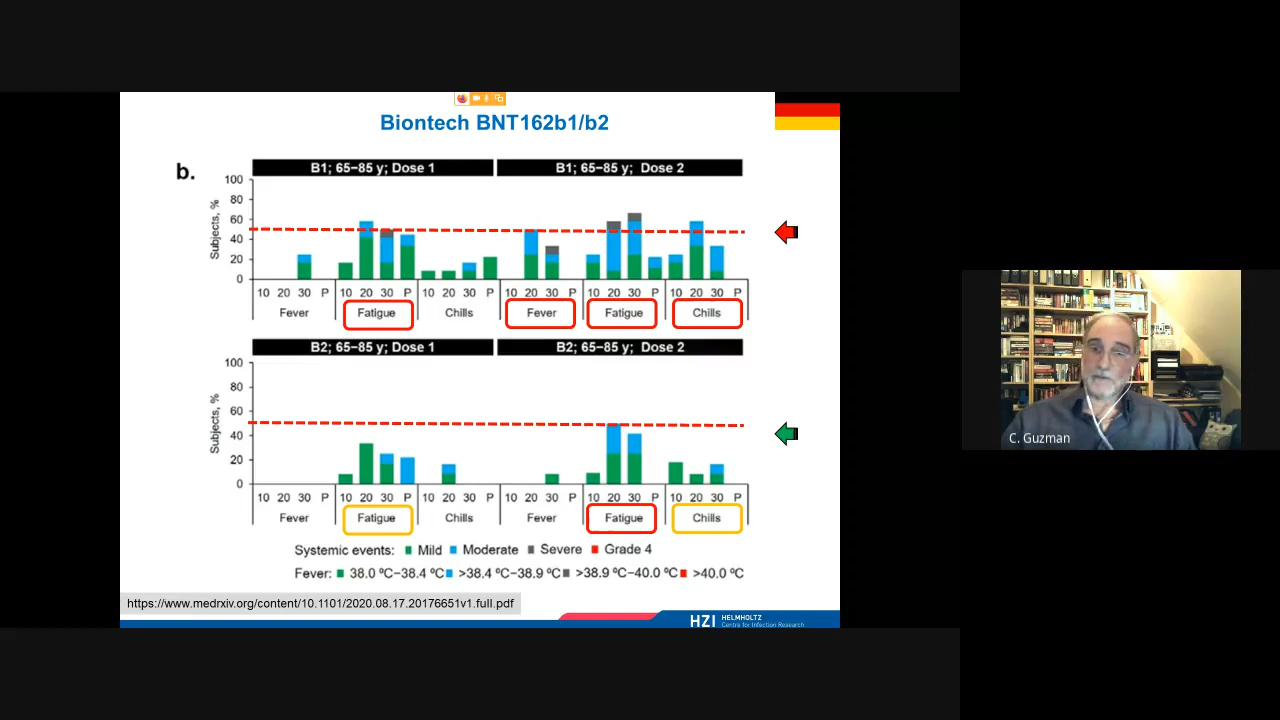 Biontech BNT162b1/b2
b.
B1; 65–85 y; Dose 1
B1; 65–85 y; Dose 2
Subjects, %
100
80
60
40
20
0
10 20 30 P 10 20 30 P 10 20 30 P 10 20 30 P 10 20 30 P 10 20 30 P
Fever Fatigue Chills Fever Fatigue Chills
B2; 65–85 y; Dose 1
B2; 65–85 y; Dose 2
Subjects, %
100
80
60
40
20
0
10 20 30 P 10 20 30 P 10 20 30 P 10 20 30 P 10 20 30 P 10 20 30 P
Fever Fatigue Chills Fever Fatigue Chills
Systemic events: Mild Moderate Severe Grade 4
Fever: 38.0 ºC–38.4 ºC >38.4 ºC–38.9 ºC >38.9 ºC–40.0 ºC >40.0 ºC
https://www.medrxiv.org/content/10.1101/2020.08.17.20176651v1.full.pdf
HZI HELMHOLTZ
Centre for Infection Research
C. Guzman